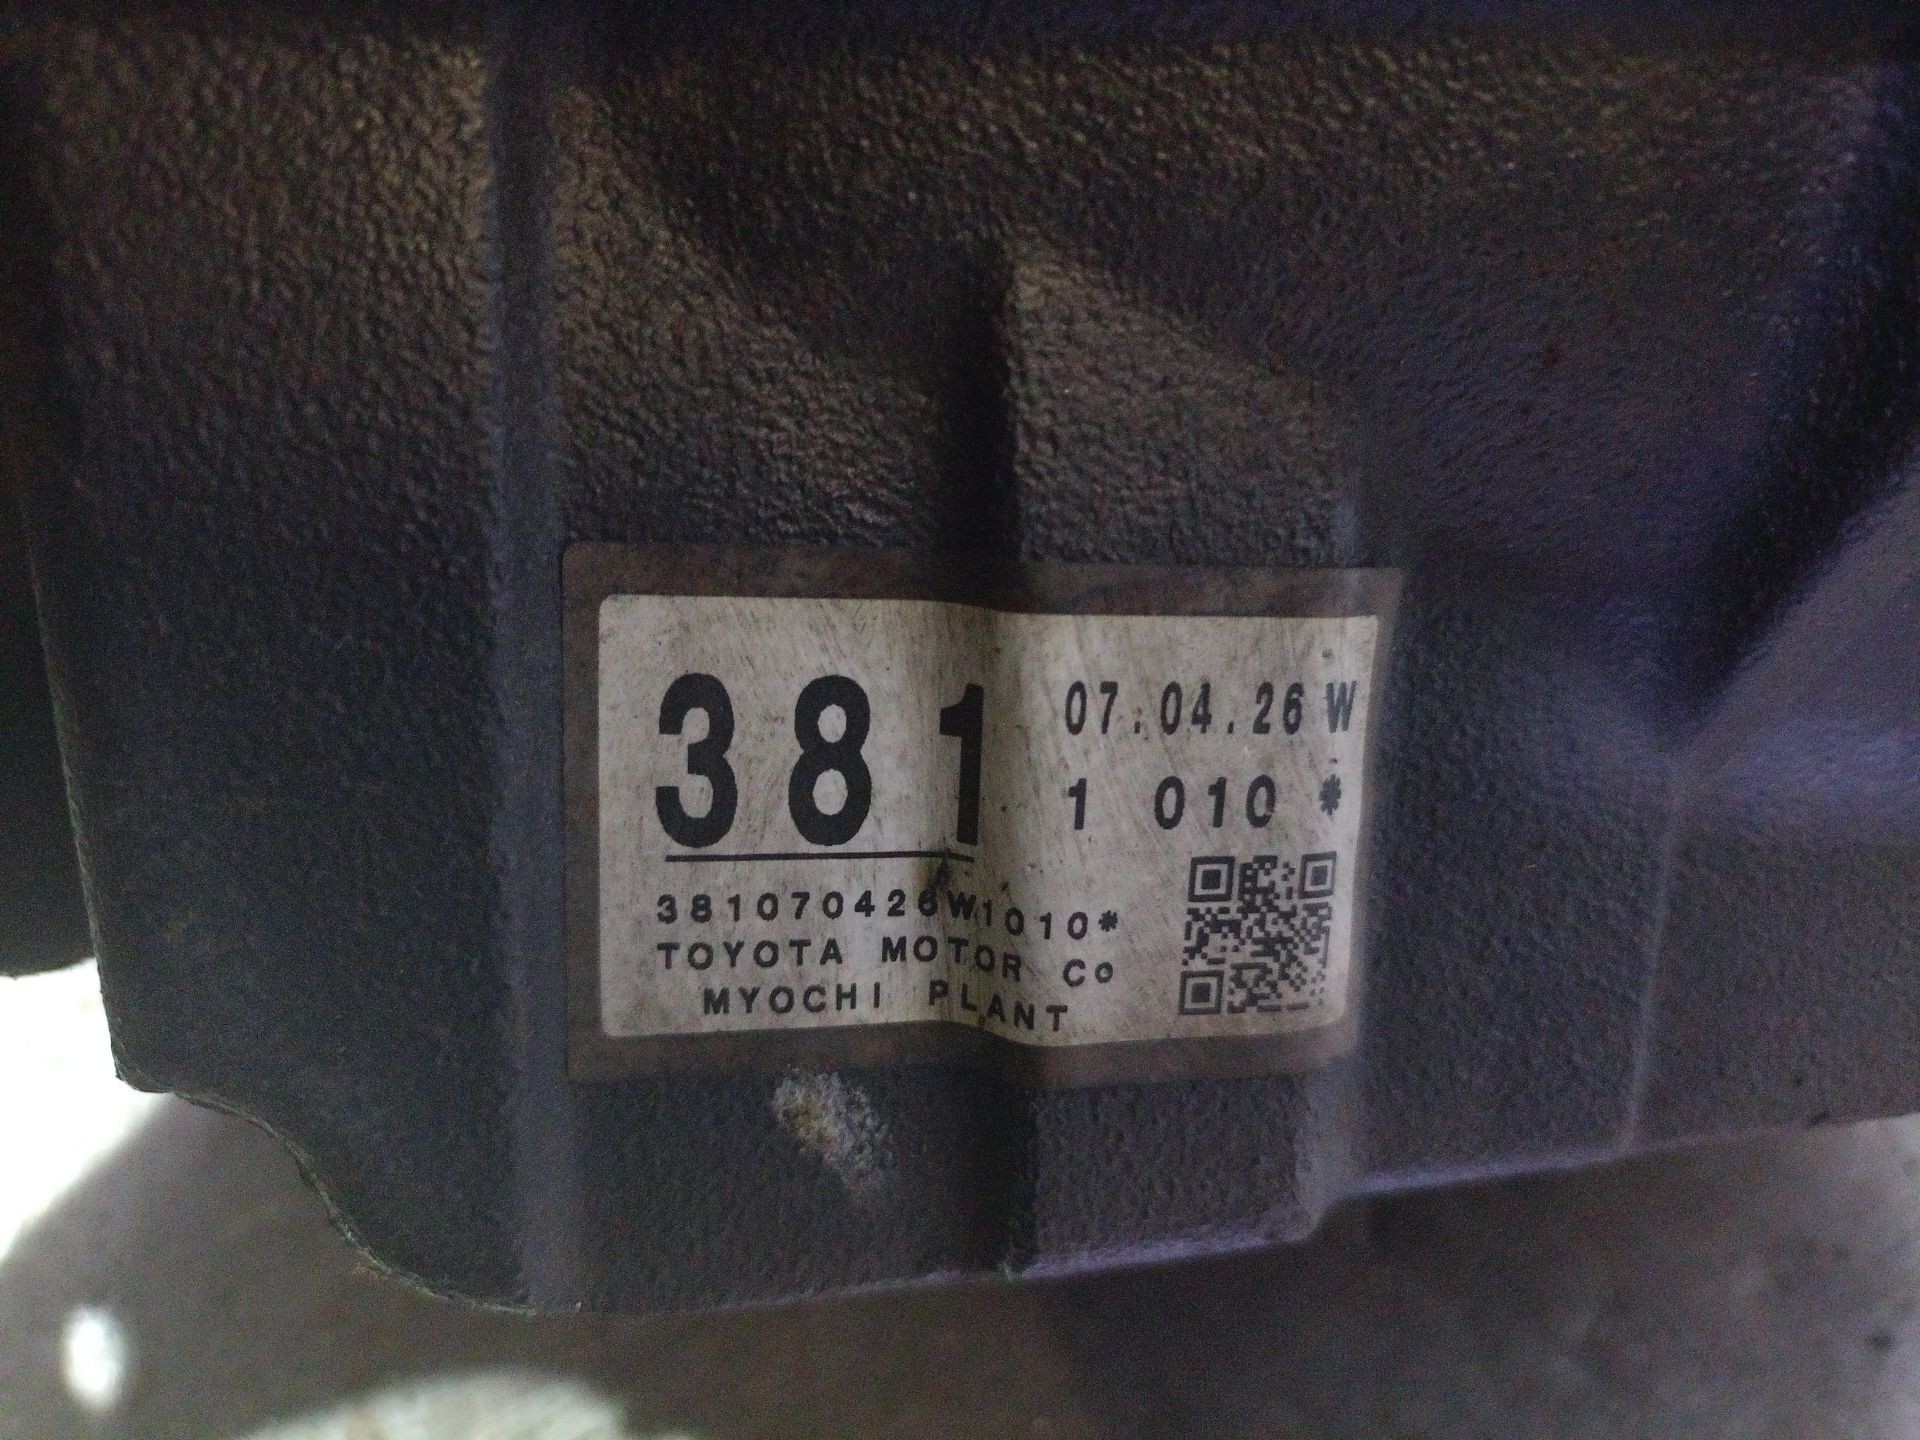 381 07.04.26 W
1 010 *
381070426W1010*
TOYOTA MOTOR Co
MYOCHI PLANT